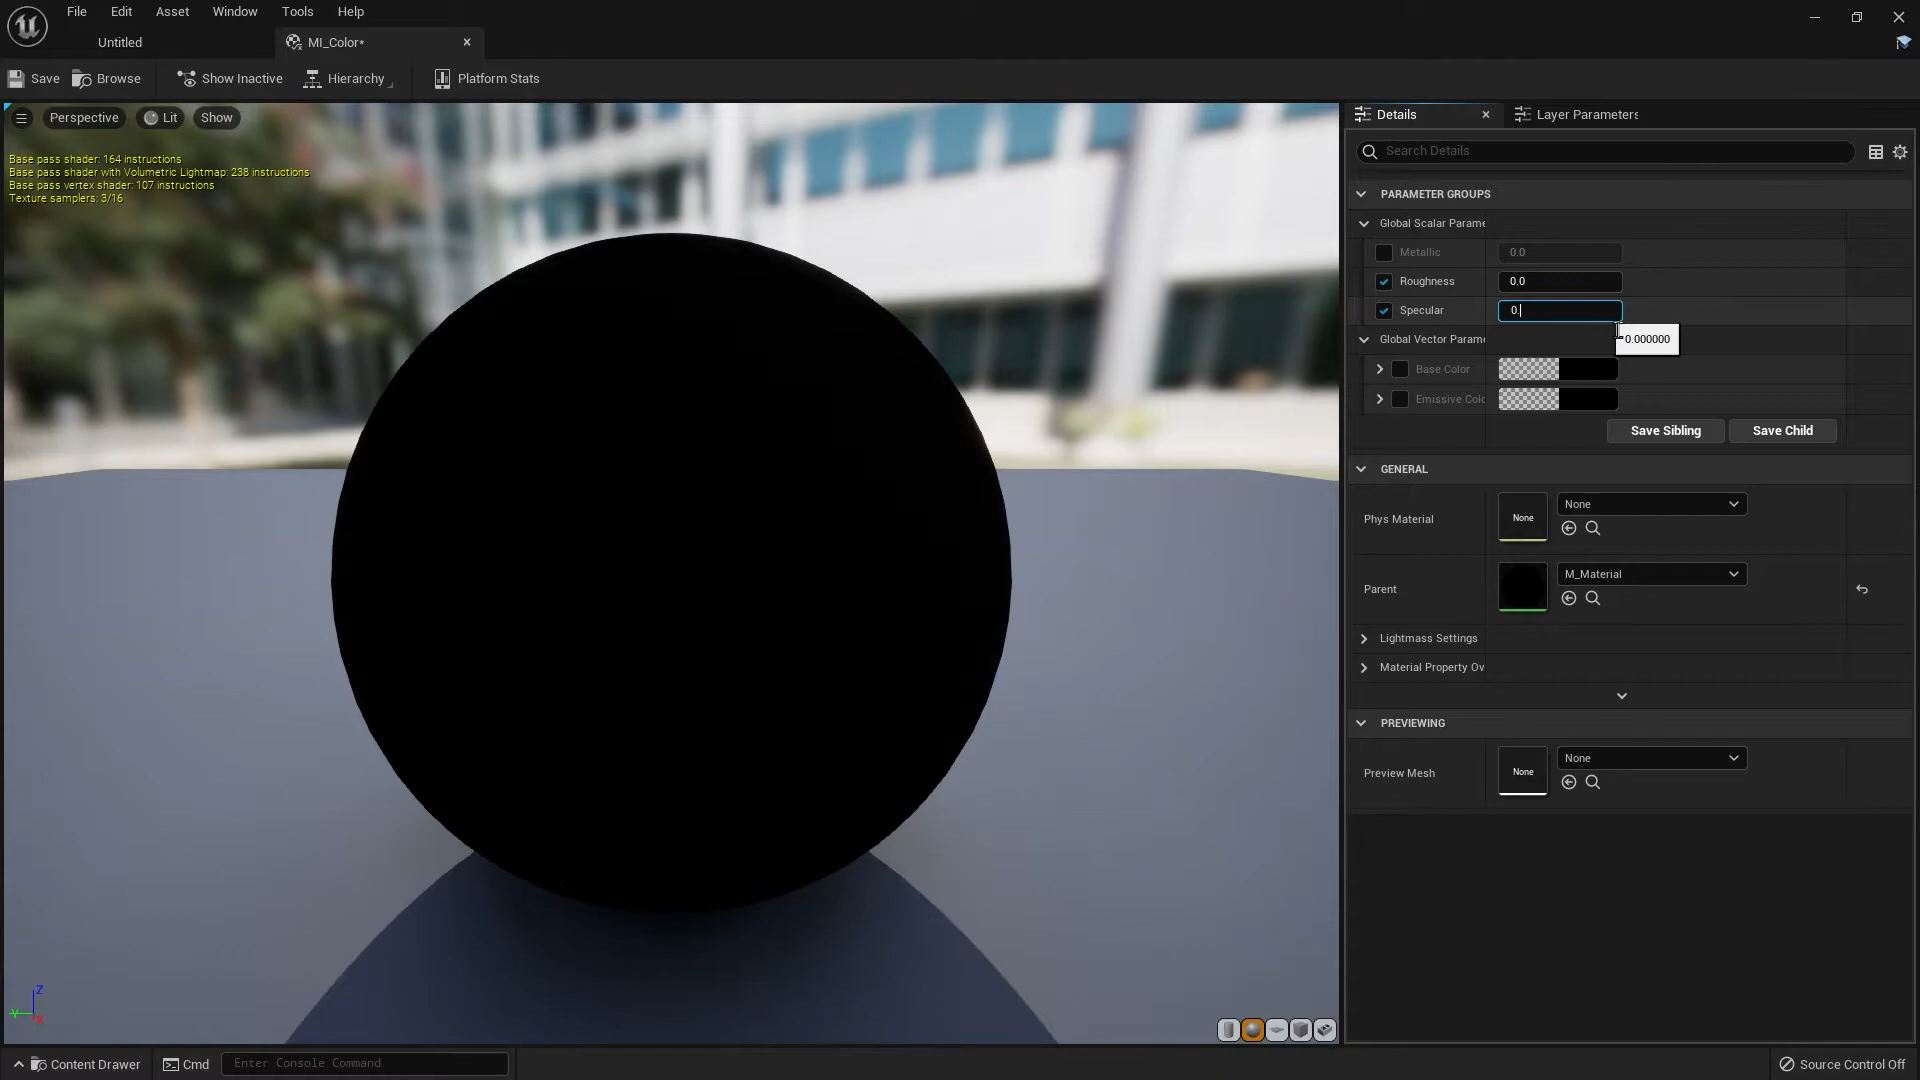 File Edit Asset Window Tools Help
Untitled MI_Color*
Save Browse Show Inactive Hierarchy Platform Stats
Perspective Lit Show
Base pass shader: 164 instructions
Base pass shader with Volumetric Lightmap: 238 instructions
Base pass vertex shader: 107 instructions
Texture samplers: 3/16
Z
Y
X
Details Layer Parameters
Search Details
PARAMETER GROUPS
Global Scalar Parame
Metallic 0.0
Roughness 0.0
Specular 0.
0.000000
Global Vector Parame
Base Color
Emissive Colo
Save Sibling Save Child
GENERAL
Phys Material None None
Parent M_Material
Lightmass Settings
Material Property Ov
PREVIEWING
Preview Mesh None None
Content Drawer Cmd Enter Console Command Source Control Off